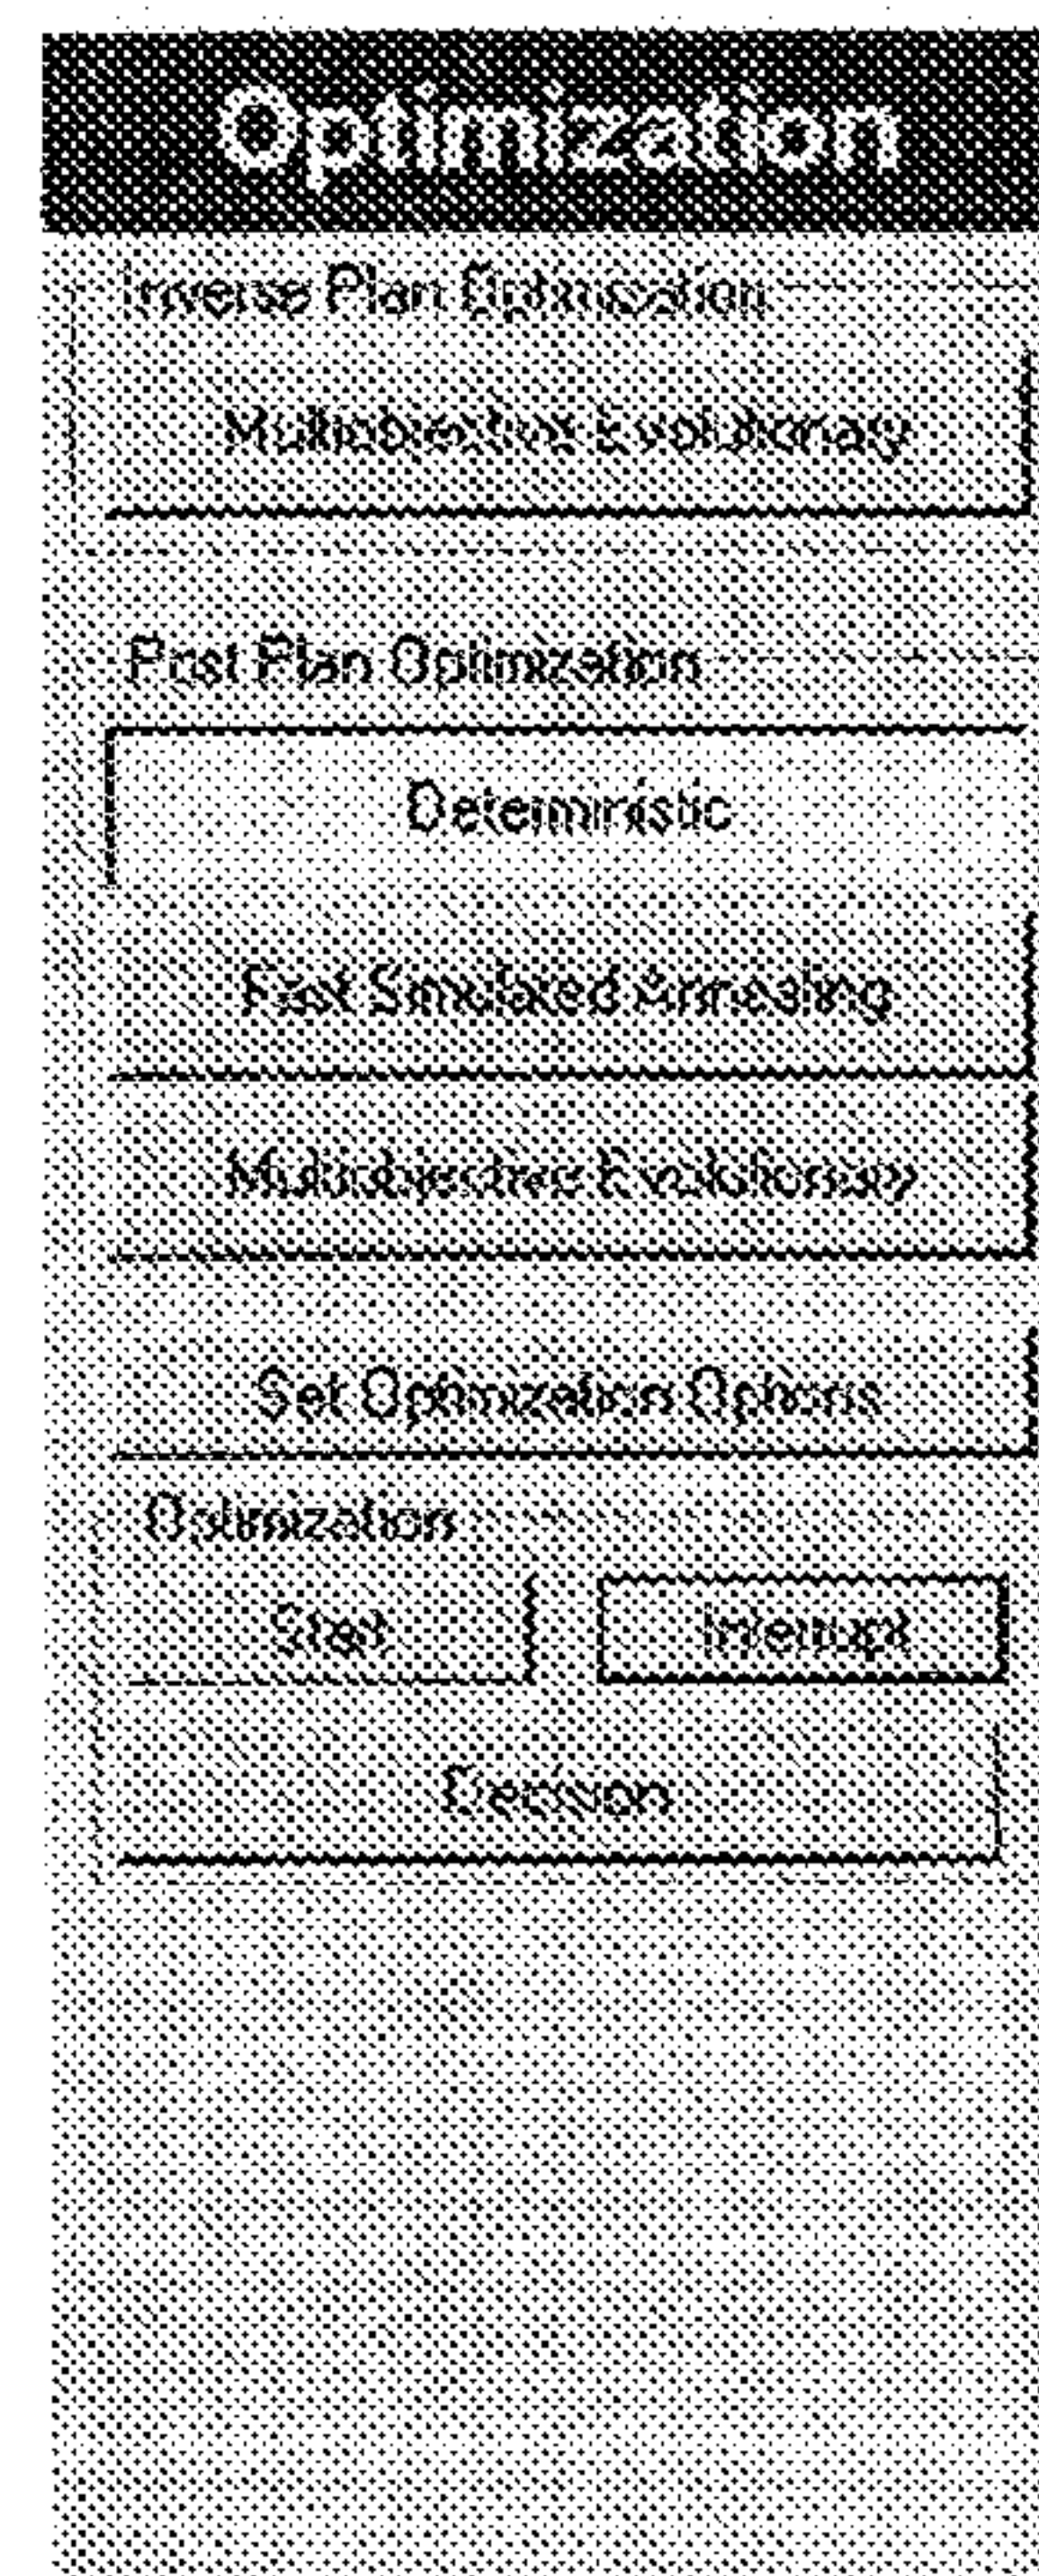 Optimization
Inverse Plan Optimization
Multiobjective Evolutionary
Post Plan Optimization
Deterministic
Fast Simulated Annealing
Multiobjective Evolutionary
Set Optimization Options
Optimization
Start Interrupt
Decision